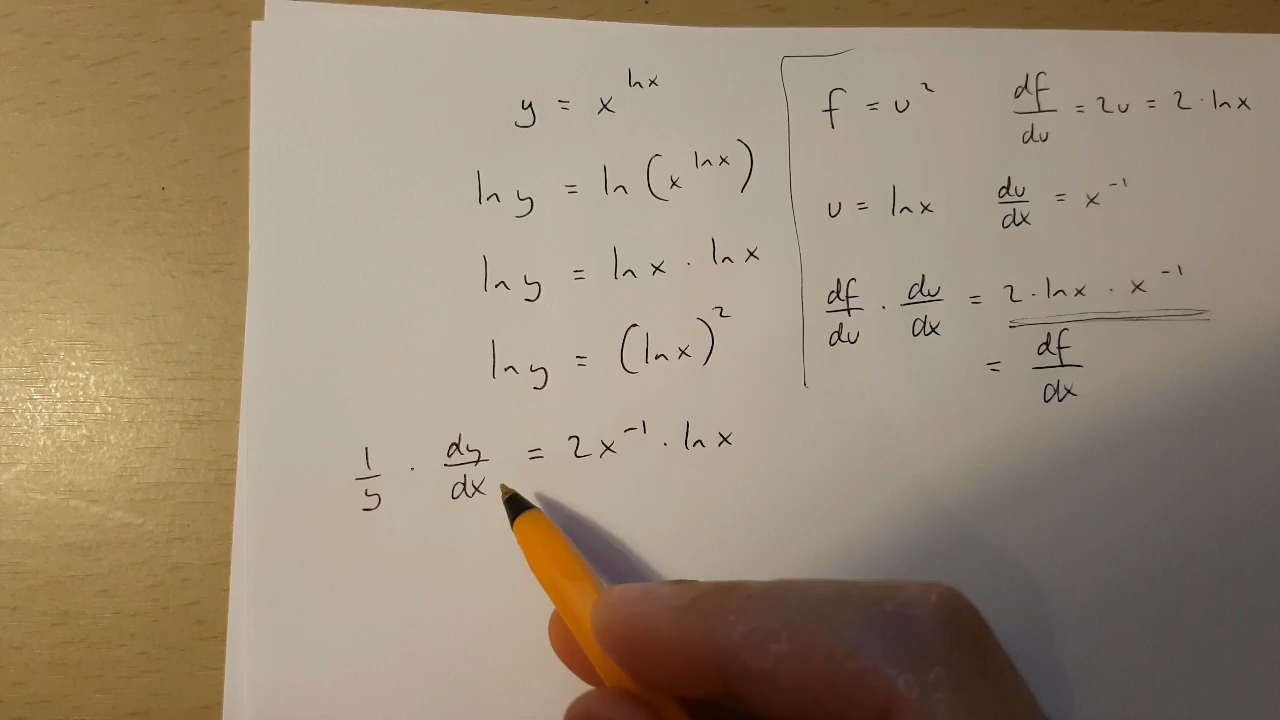 y = x^{ln x}
ln y = ln (x^{ln x})
ln y = ln x · ln x
ln y = (ln x)^2
1/y · dy/dx = 2x^{-1} · ln x
f = u^2 df/du = 2u = 2 · ln x
u = ln x du/dx = x^{-1}
df/du · du/dx = 2 · ln x · x^{-1}
= df/dx